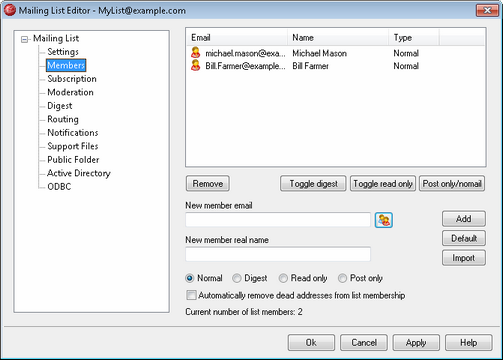 Mailing List Editor - MyList@example.com
Mailing List
Settings
Members
Subscription
Moderation
Digest
Routing
Notifications
Support Files
Public Folder
Active Directory
ODBC
Email Name Type
michael.mason@exa... Michael Mason Normal
Bill.Farmer@example... Bill Farmer Normal
Remove Toggle digest Toggle read only Post only/nomail
New member email
Add
New member real name
Default
Import
Normal Digest Read only Post only
Automatically remove dead addresses from list membership
Current number of list members: 2
Ok Cancel Apply Help